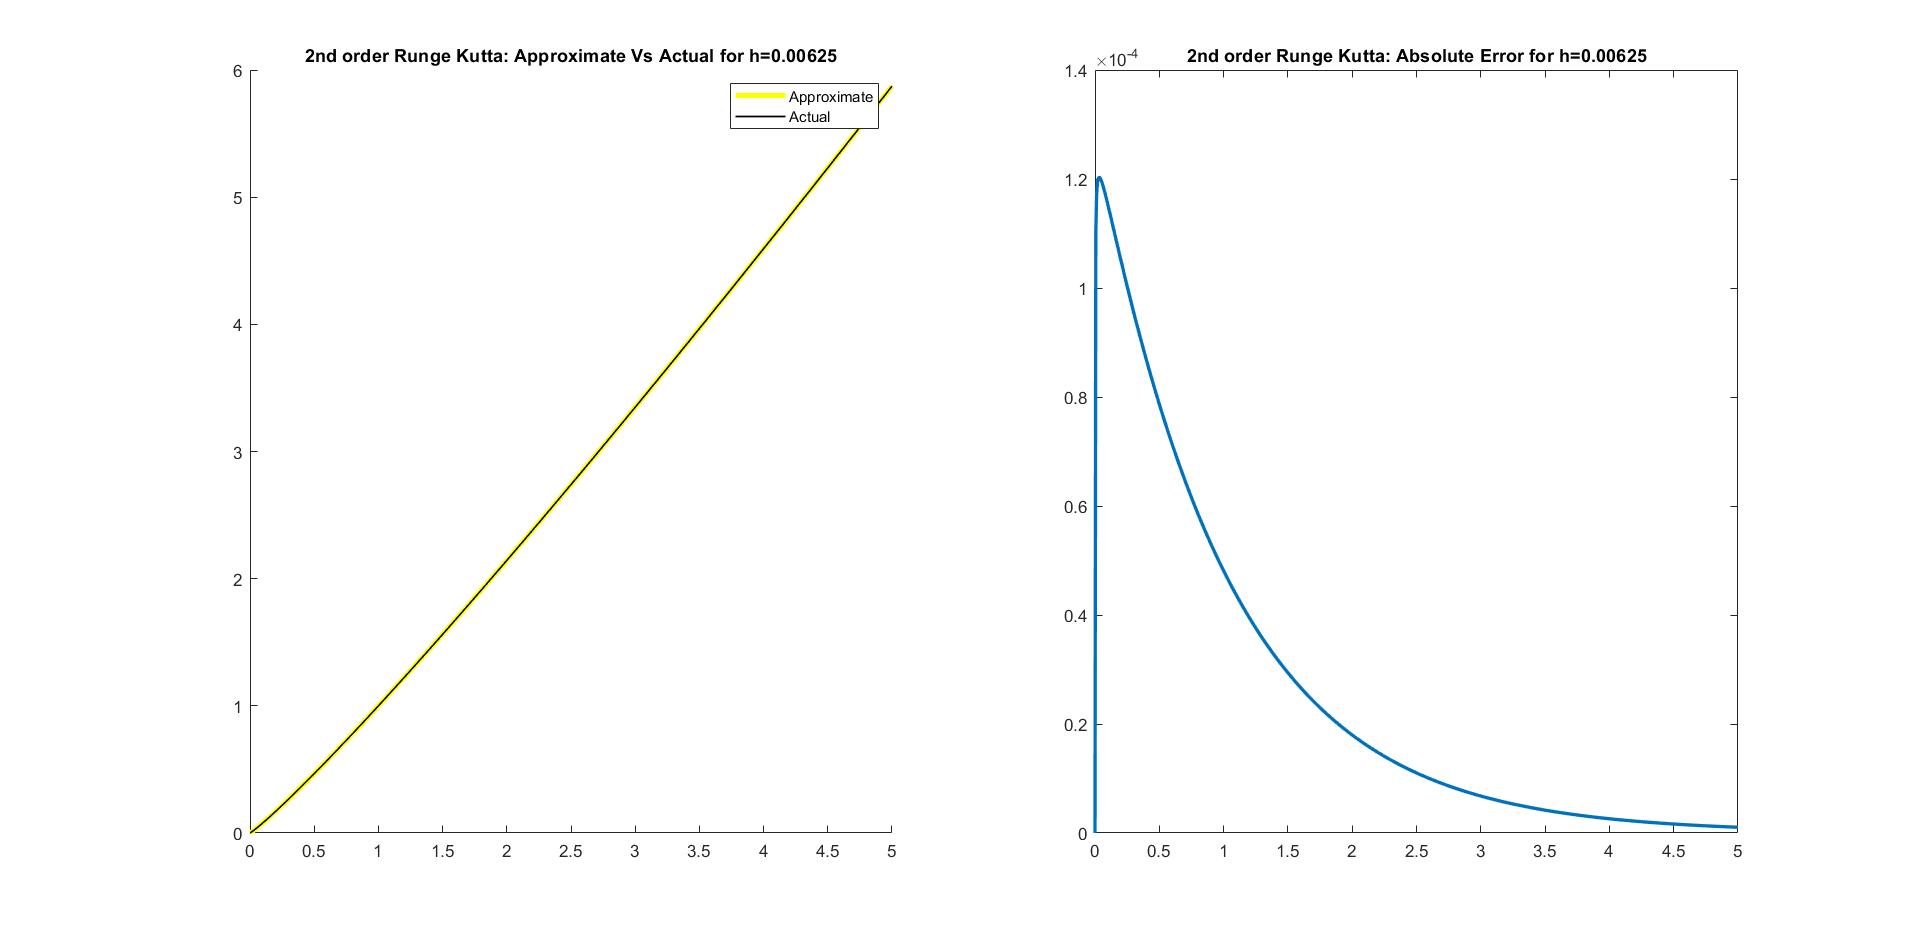 2nd order Runge Kutta: Approximate Vs Actual for h=0.00625
6
5
4
3
2
1
0
0 0.5 1 1.5 2 2.5 3 3.5 4 4.5 5
Approximate
Actual
2nd order Runge Kutta: Absolute Error for h=0.00625
×10⁻⁴
1.4
1.2
1
0.8
0.6
0.4
0.2
0
0 0.5 1 1.5 2 2.5 3 3.5 4 4.5 5